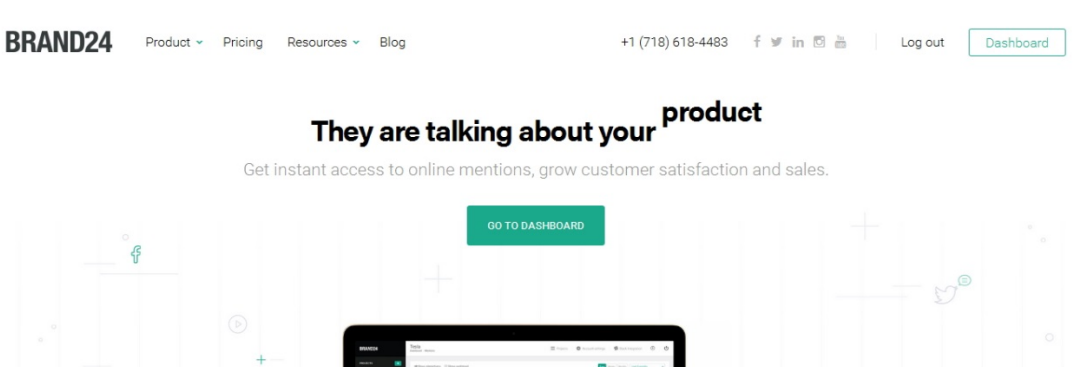 BRAND24 Product Pricing Resources Blog +1 (718) 618-4483 Log out Dashboard
They are talking about your product
Get instant access to online mentions, grow customer satisfaction and sales.
GO TO DASHBOARD
BRAND24